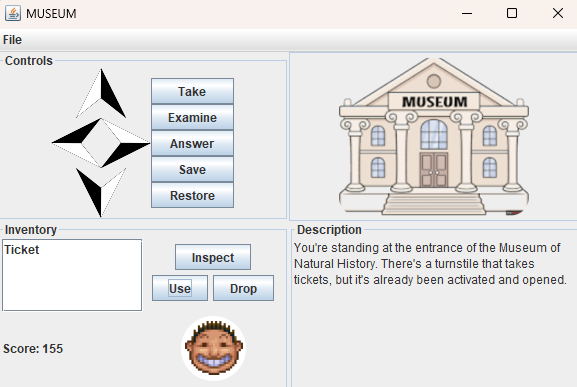 MUSEUM
File
Controls
Take
Examine
Answer
Save
Restore
MUSEUM
Inventory
Ticket
Inspect
Use
Drop
Score: 155
Description
You're standing at the entrance of the Museum of
Natural History. There's a turnstile that takes
tickets, but it's already been activated and opened.